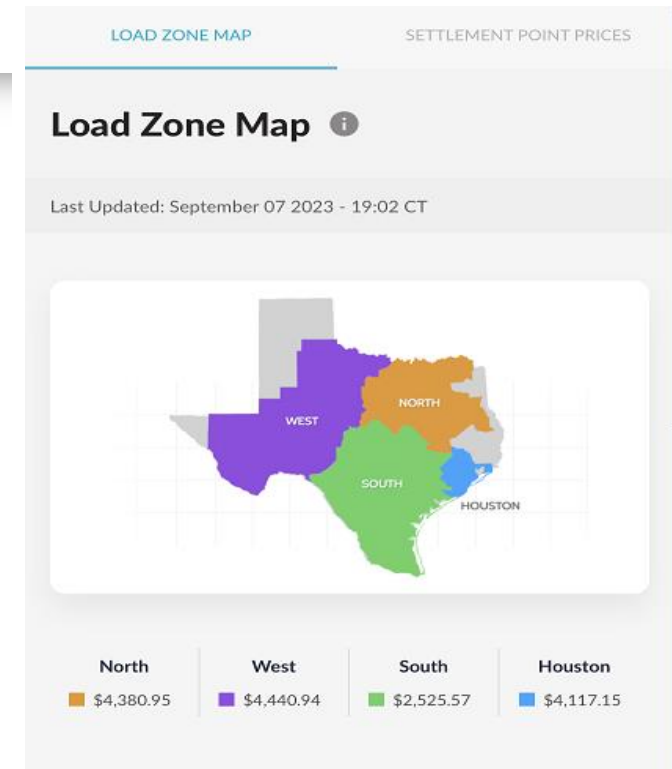 LOAD ZONE MAP SETTLEMENT POINT PRICES
Load Zone Map i
Last Updated: September 07 2023 - 19:02 CT
NORTH
WEST
SOUTH
HOUSTON
North West South Houston
$4,380.95 $4,440.94 $2,525.57 $4,117.15